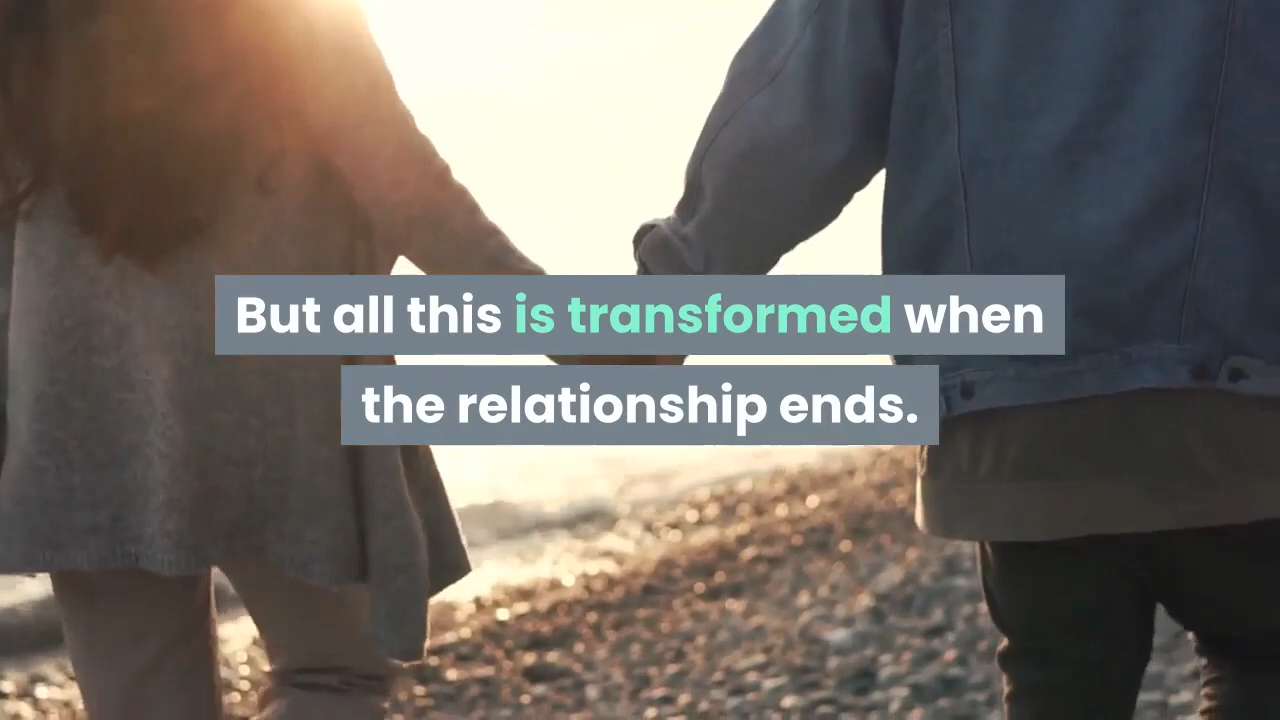 But all this is transformed when
the relationship ends.